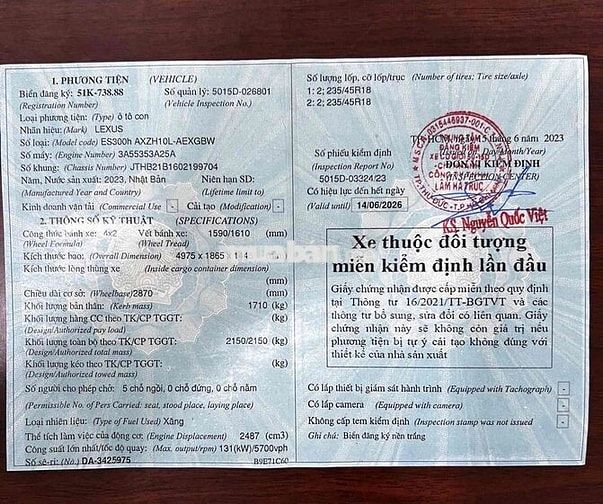 1. PHƯƠNG TIỆN (VEHICLE)
Biển đăng ký: 51K-738.88 Số quản lý: 5015D-026801
(Registration Number) (Vehicle Inspection No.)
Loại phương tiện: (Type) ô tô con
Nhãn hiệu: (Mark) LEXUS
Số loại: (Model code) ES300h AXZH10L-AEXGBW
Số máy: (Engine Number) A3A55353A25A
Số khung: (Chassis Number) JTHB21B1602199704
Năm, Nước sản xuất: 2023, Nhật Bản Niên hạn SD:
(Manufactured Year and Country) (Lifetime limit to)
Kinh doanh vận tải (Commercial Use) - Cải tạo (Modification) -
2. THÔNG SỐ KỸ THUẬT (SPECIFICATIONS)
Công thức bánh xe: 4x2 Vết bánh xe: 1590/1610 (mm)
(Wheel Formula) (Wheel Tread)
Kích thước bao: (Overall Dimension) 4975 x 1865 (mm)
Kích thước lòng thùng xe (Inside cargo container dimension)
(mm)
Chiều dài cơ sở: (Wheelbase) 2870 (mm)
Khối lượng bản thân: (Kerb mass) 1710 (kg)
Khối lượng hàng CC theo TK/CP TGGT: (kg)
(Design/Authorized pay load)
Khối lượng toàn bộ theo TK/CP TGGT: 2150/2150 (kg)
(Design/Authorized total mass)
Khối lượng kéo theo TK/CP TGGT: (kg)
(Design/Authorized towed mass)
Số người cho phép chở: 5 chỗ ngồi, 0 chỗ đứng, 0 chỗ nằm
(Permissible No. of Pers Carried: seat, stood place, laying place)
Loại nhiên liệu: (Type of Fuel Used) Xăng
Thể tích làm việc của động cơ: (Engine Displacement) 2487 (cm3)
Công suất lớn nhất/tốc độ quay: (Max. output/rpm) 131(kW)/5700vph
Số sê-ri: (No.) DA-3425975 B9E71C60
Số lượng lốp, cỡ lốp/trục (Number of tires; Tire size/axle)
1: 2; 235/45R18
2: 2; 235/45R18
5 tháng 6 năm 2023
Số phiếu kiểm định ĐƠN VỊ KIỂM ĐỊNH
(Inspection Report No) (INSPECTION CENTER)
5015D-03324/23
Có hiệu lực đến hết ngày
(Valid until) 14/06/2026
KS. Nguyễn Quốc Việt
Xe thuộc đối tượng
miễn kiểm định lần đầu
Giấy chứng nhận được cấp miễn theo quy định
tại Thông tư 16/2021/TT-BGTVT và các
thông tư bổ sung, sửa đổi có liên quan. Giấy
chứng nhận này sẽ không còn giá trị nếu
phương tiện bị tự ý cải tạo không đúng với
thiết kế của nhà sản xuất
Có lắp thiết bị giám sát hành trình (Equipped with Tachograph) -
Có lắp camera (Equipped with camera) -
Không cấp tem kiểm định (Inspection stamp was not issued) -
Ghi chú: Biển đăng ký nền trắng